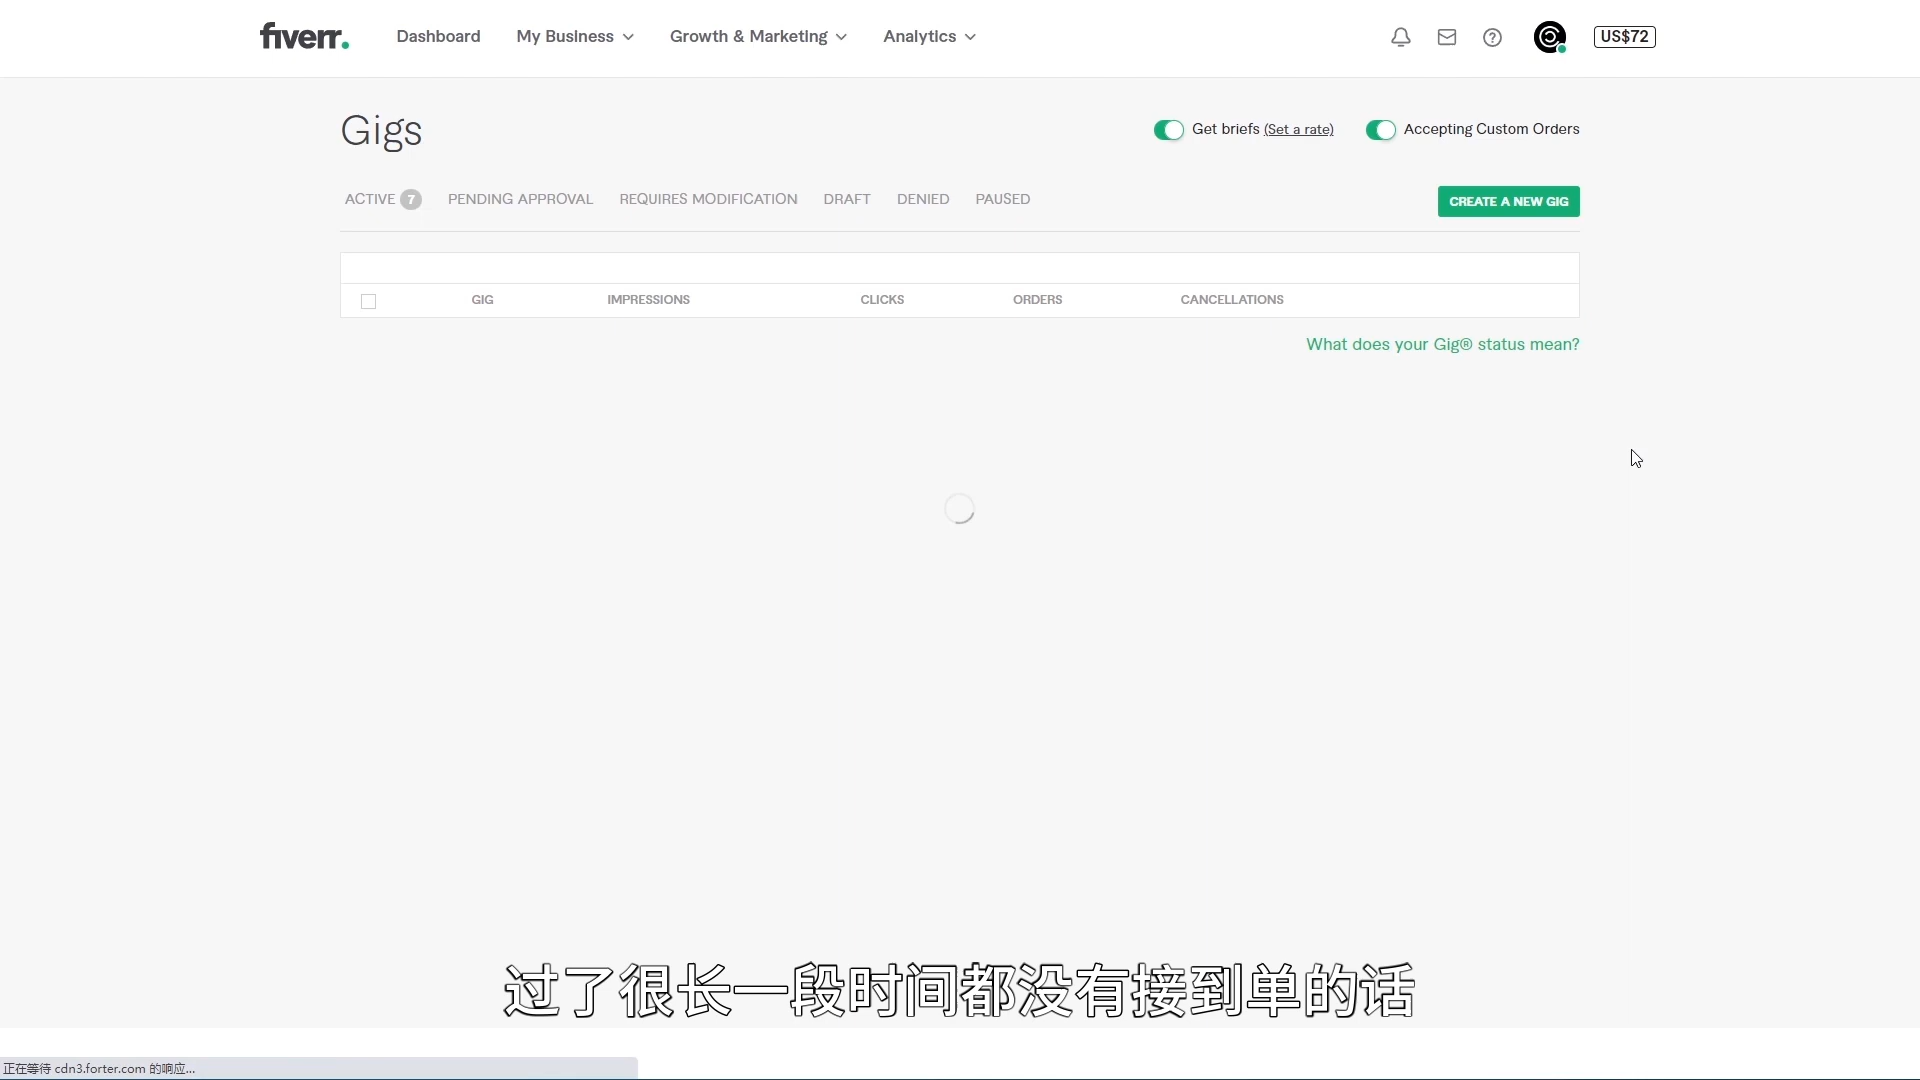 fiverr.
Dashboard My Business Growth & Marketing Analytics US$72
Gigs Get briefs (Set a rate) Accepting Custom Orders
ACTIVE 7 PENDING APPROVAL REQUIRES MODIFICATION DRAFT DENIED PAUSED CREATE A NEW GIG
GIG IMPRESSIONS CLICKS ORDERS CANCELLATIONS
What does your Gig® status mean?
过了很长一段时间都没有接到单的话
正在等待 cdn3.forter.com 的响应...